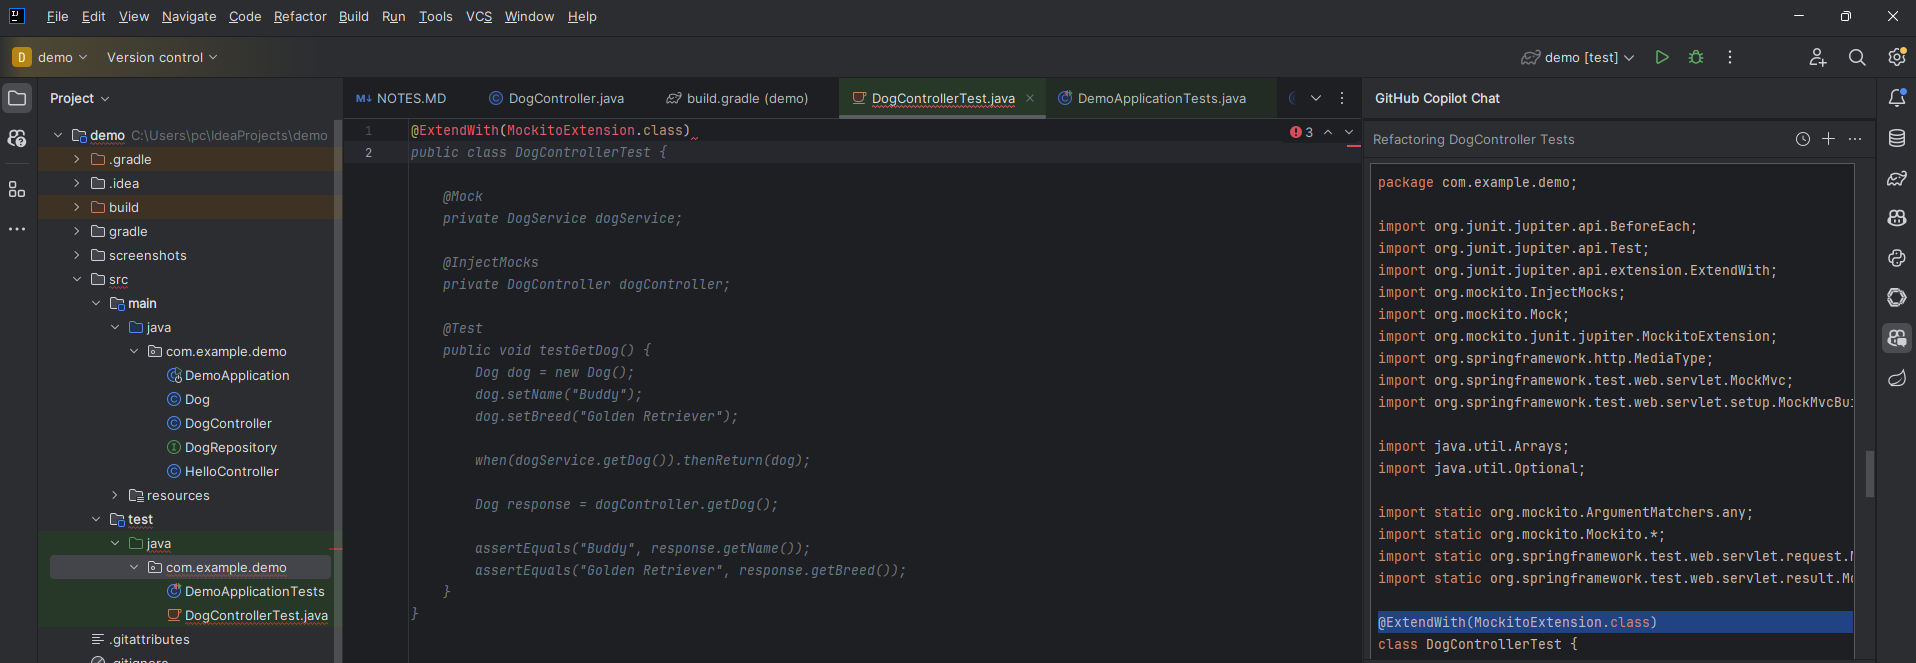 File Edit View Navigate Code Refactor Build Run Tools VCS Window Help
D demo Version control demo [test]
Project
demo C:\Users\pc\IdeaProjects\demo
.gradle
.idea
build
gradle
screenshots
src
main
java
com.example.demo
DemoApplication
Dog
DogController
DogRepository
HelloController
resources
test
java
com.example.demo
DemoApplicationTests
DogControllerTest.java
.gitattributes
.gitignore
M↓ NOTES.MD DogController.java build.gradle (demo) DogControllerTest.java DemoApplicationTests.java
3
1 @ExtendWith(MockitoExtension.class)
2 public class DogControllerTest {
@Mock
private DogService dogService;
@InjectMocks
private DogController dogController;
@Test
public void testGetDog() {
Dog dog = new Dog();
dog.setName("Buddy");
dog.setBreed("Golden Retriever");
when(dogService.getDog()).thenReturn(dog);
Dog response = dogController.getDog();
assertEquals("Buddy", response.getName());
assertEquals("Golden Retriever", response.getBreed());
}
}
GitHub Copilot Chat
Refactoring DogController Tests
package com.example.demo;
import org.junit.jupiter.api.BeforeEach;
import org.junit.jupiter.api.Test;
import org.junit.jupiter.api.extension.ExtendWith;
import org.mockito.InjectMocks;
import org.mockito.Mock;
import org.mockito.junit.jupiter.MockitoExtension;
import org.springframework.http.MediaType;
import org.springframework.test.web.servlet.MockMvc;
import org.springframework.test.web.servlet.setup.MockMvcBui
import java.util.Arrays;
import java.util.Optional;
import static org.mockito.ArgumentMatchers.any;
import static org.mockito.Mockito.*;
import static org.springframework.test.web.servlet.request.M
import static org.springframework.test.web.servlet.result.Mo
@ExtendWith(MockitoExtension.class)
class DogControllerTest {